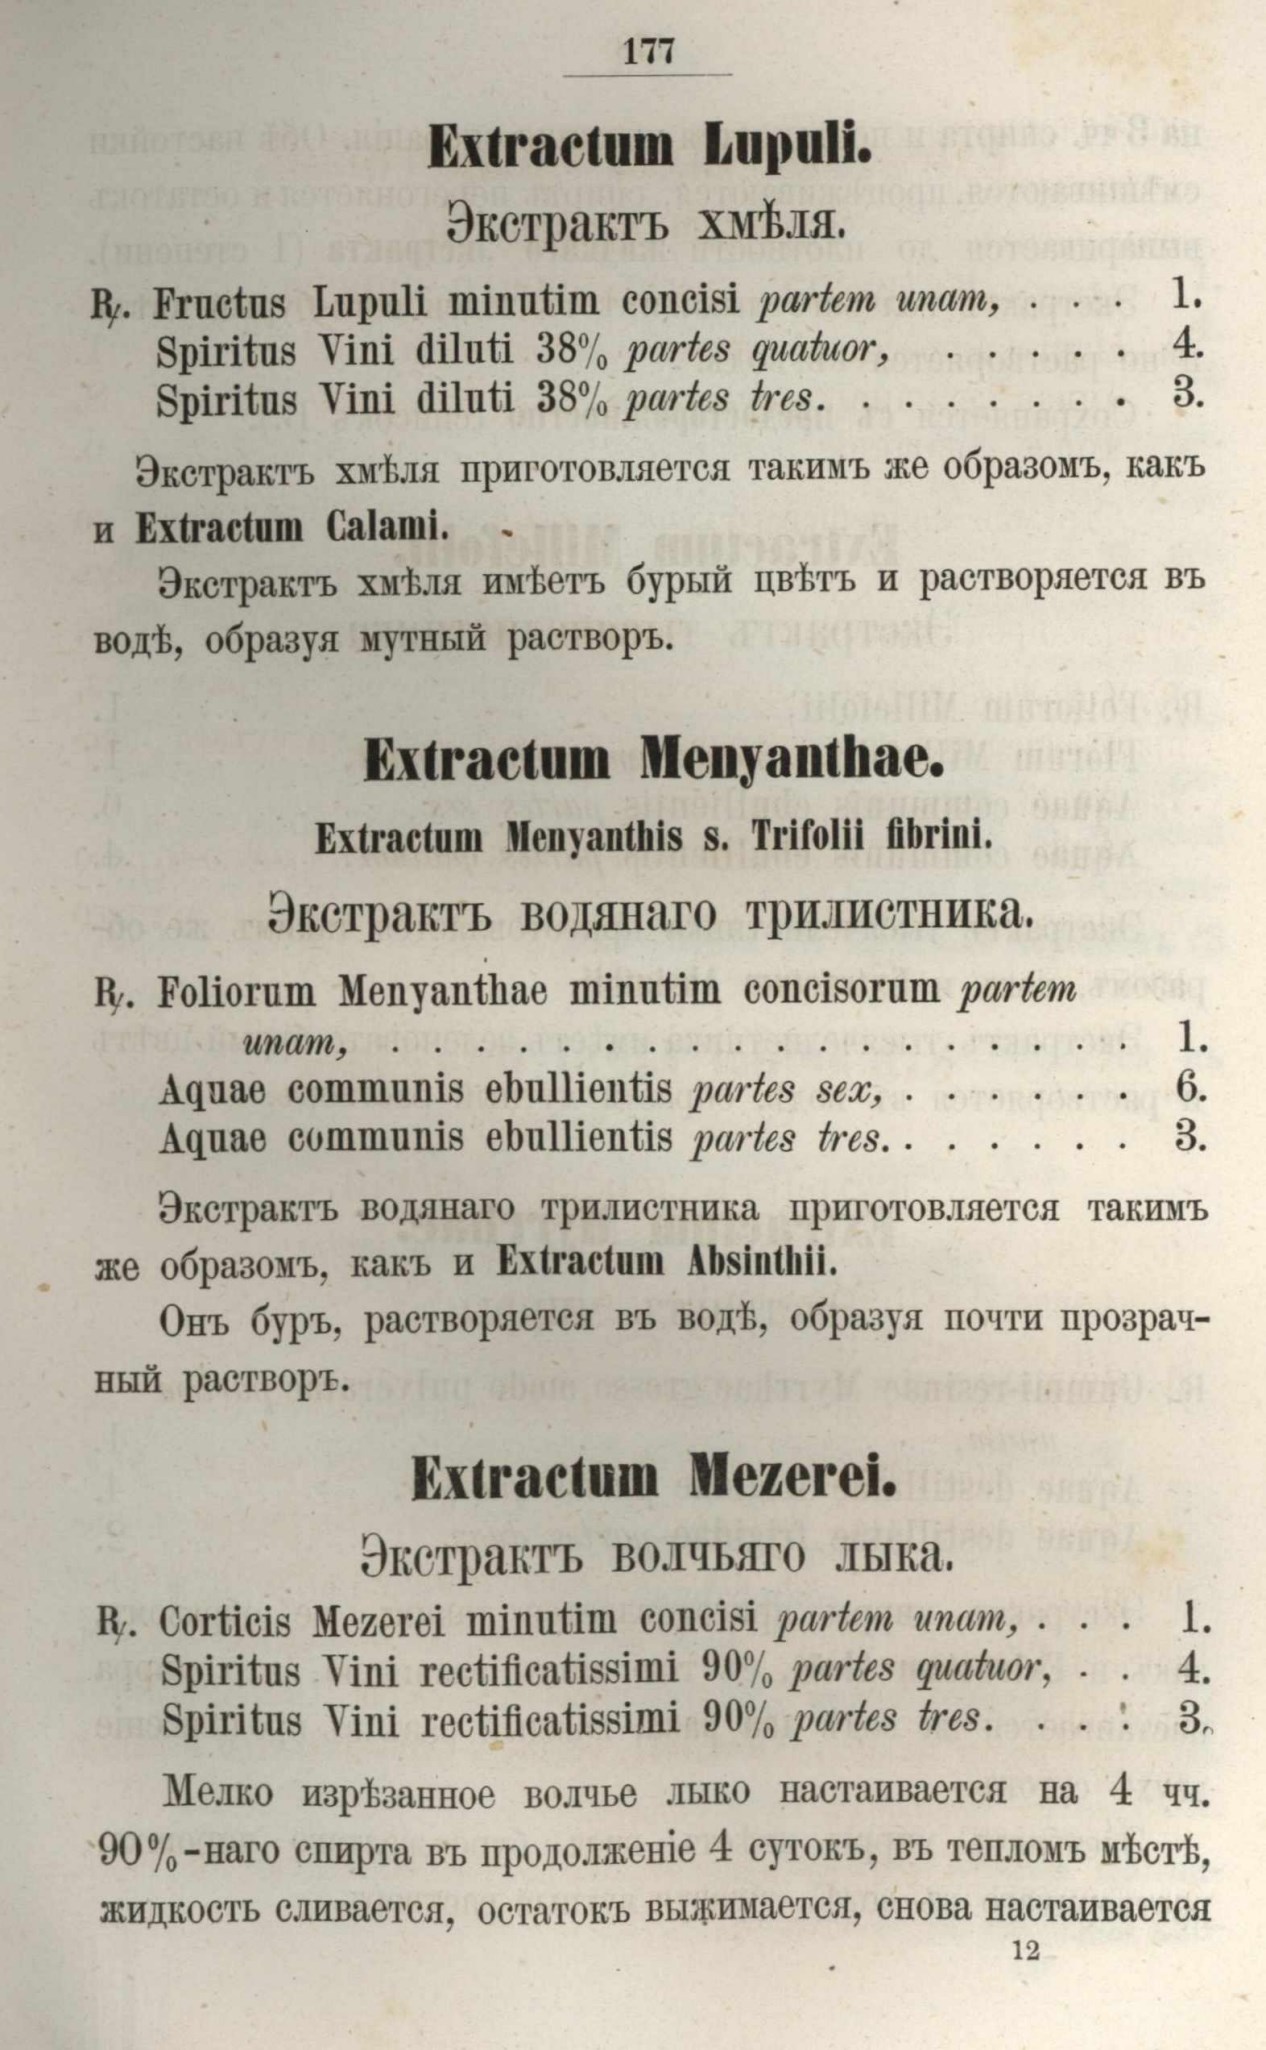 177
Extractum Lupuli.
Экстрактъ хмѣля.
℞. Fructus Lupuli minutim concisi partem unam, . . . 1.
Spiritus Vini diluti 38% partes quatuor, . . . . . 4.
Spiritus Vini diluti 38% partes tres. . . . . . . . 3.
Экстрактъ хмѣля приготовляется такимъ же образомъ, какъ
и Extractum Calami.
Экстрактъ хмѣля имѣетъ бурый цвѣтъ и растворяется въ
водѣ, образуя мутный растворъ.
Extractum Menyanthae.
Extractum Menyanthis s. Trifolii fibrini.
Экстрактъ водянаго трилистника.
℞. Foliorum Menyanthae minutim concisorum partem
unam, . . . . . . . . . . . . . . . . . . 1.
Aquae communis ebullientis partes sex, . . . . . . 6.
Aquae communis ebullientis partes tres. . . . . . . 3.
Экстрактъ водянаго трилистника приготовляется такимъ
же образомъ, какъ и Extractum Absinthii.
Онъ буръ, растворяется въ водѣ, образуя почти прозрач-
ный растворъ.
Extractum Mezerei.
Экстрактъ волчьяго лыка.
℞. Corticis Mezerei minutim concisi partem unam, . . . 1.
Spiritus Vini rectificatissimi 90% partes quatuor, . . 4.
Spiritus Vini rectificatissimi 90% partes tres. . . . 3.
Мелко изрѣзанное волчье лыко настаивается на 4 чч.
90%-наго спирта въ продолженіе 4 сутокъ, въ тепломъ мѣстѣ,
жидкость сливается, остатокъ выжимается, снова настаивается
12